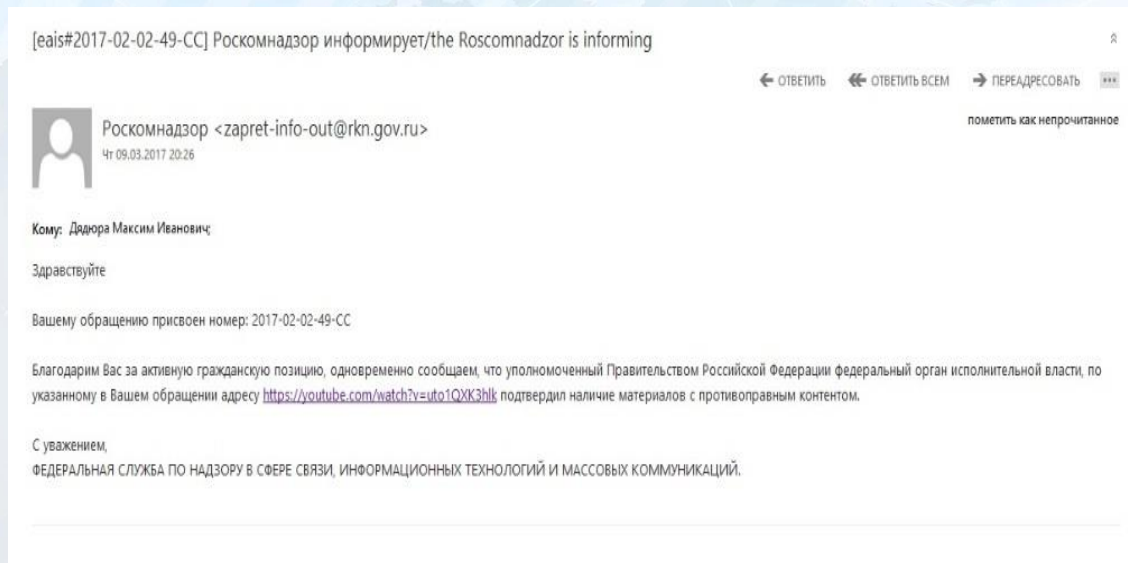 [eais#2017-02-02-49-CC] Роскомнадзор информирует/the Roscomnadzor is informing
ОТВЕТИТЬ ОТВЕТИТЬ ВСЕМ ПЕРЕАДРЕСОВАТЬ
Роскомнадзор <zapret-info-out@rkn.gov.ru>
пометить как непрочитанное
Чт 09.03.2017 20:26
Кому: Дядюра Максим Иванович;
Здравствуйте
Вашему обращению присвоен номер: 2017-02-02-49-CC
Благодарим Вас за активную гражданскую позицию, одновременно сообщаем, что уполномоченный Правительством Российской Федерации федеральный орган исполнительной власти, по
указанному в Вашем обращении адресу https://youtube.com/watch?v=uto1QXK3hlk подтвердил наличие материалов с противоправным контентом.
С уважением,
ФЕДЕРАЛЬНАЯ СЛУЖБА ПО НАДЗОРУ В СФЕРЕ СВЯЗИ, ИНФОРМАЦИОННЫХ ТЕХНОЛОГИЙ И МАССОВЫХ КОММУНИКАЦИЙ.